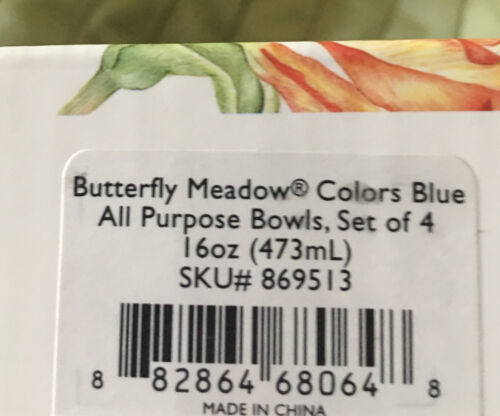 Butterfly Meadow® Colors Blue
All Purpose Bowls, Set of 4
16oz (473mL)
SKU# 869513
8 82864 68064 8
MADE IN CHINA